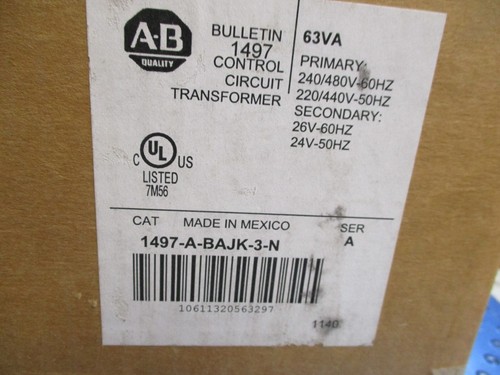 A-B
QUALITY
BULLETIN
1497
CONTROL
CIRCUIT
TRANSFORMER
63VA
PRIMARY:
240/480V-60HZ
220/440V-50HZ
SECONDARY:
26V-60HZ
24V-50HZ
C UL US
LISTED
7M56
CAT MADE IN MEXICO SER
1497-A-BAJK-3-N A
10611320563297
1140